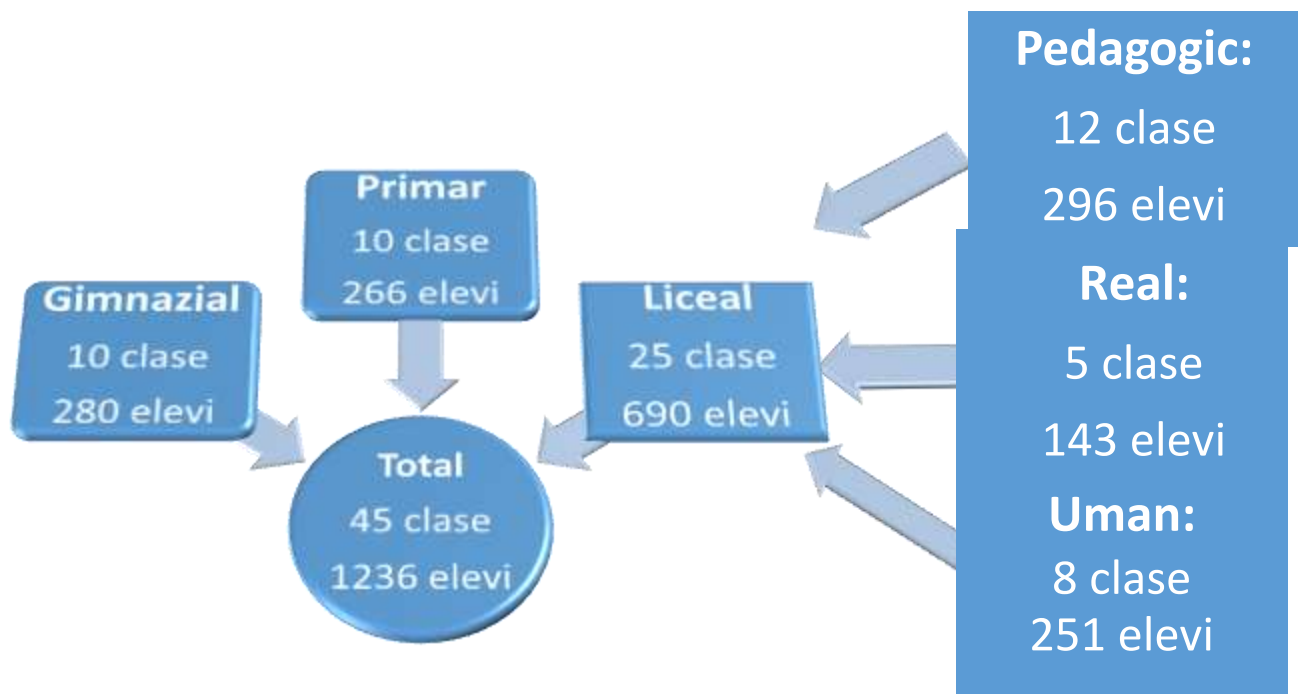 Gimnazial
10 clase
280 elevi
Primar
10 clase
266 elevi
Liceal
25 clase
690 elevi
Total
45 clase
1236 elevi
Pedagogic:
12 clase
296 elevi
Real:
5 clase
143 elevi
Uman:
8 clase
251 elevi